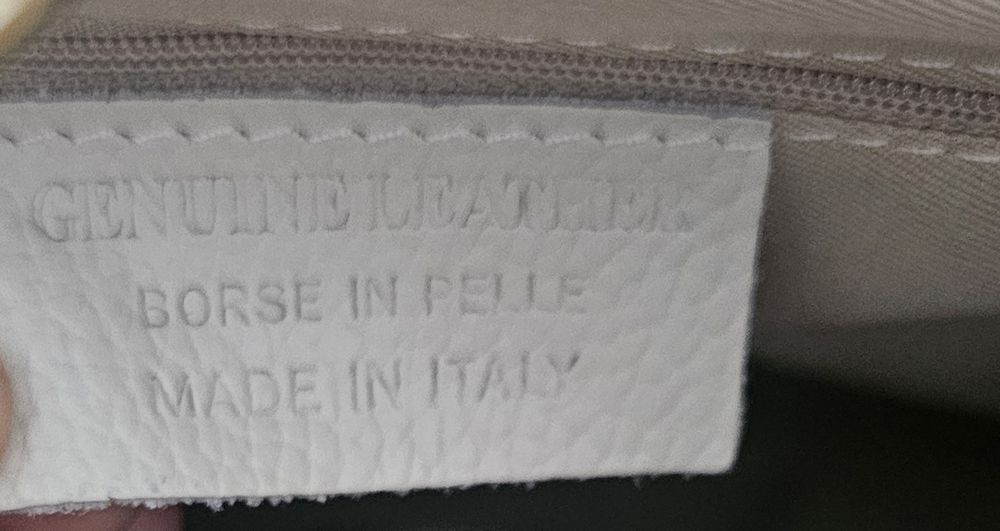 GENUINE LEATHER
BORSE IN PELLE
MADE IN ITALY